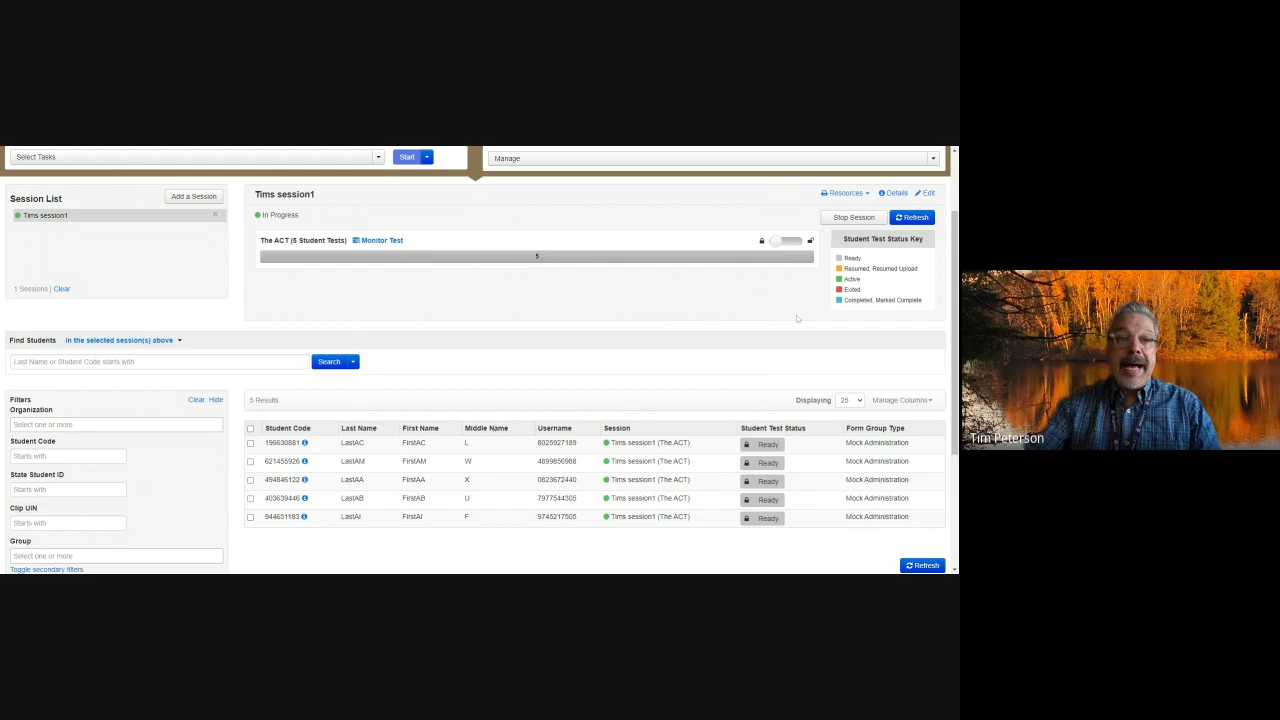 Select Tasks
Start
Manage
Session List
Add a Session
Tims session1
1 Sessions | Clear
Tims session1
Resources
Details
Edit
In Progress
Stop Session
Refresh
The ACT (5 Student Tests) Monitor Test
5
Student Test Status Key
Ready
Resumed, Resumed Upload
Active
Exited
Completed, Marked Complete
Find Students In the selected session(s) above
Last Name or Student Code starts with
Search
Filters Clear Hide
Organization
Select one or more
Student Code
Starts with
State Student ID
Starts with
Clip UIN
Starts with
Group
Select one or more
Toggle secondary filters
5 Results
Displaying 25 Manage Columns
Student Code Last Name First Name Middle Name Username Session Student Test Status Form Group Type
196630881 LastAC FirstAC L 8025927189 Tims session1 (The ACT) Ready Mock Administration
621455926 LastAM FirstAM W 4899856988 Tims session1 (The ACT) Ready Mock Administration
494846122 LastAA FirstAA X 0823672440 Tims session1 (The ACT) Ready Mock Administration
403639446 LastAB FirstAB U 7977544305 Tims session1 (The ACT) Ready Mock Administration
944651183 LastAI FirstAI F 9745217505 Tims session1 (The ACT) Ready Mock Administration
Refresh
Tim Peterson